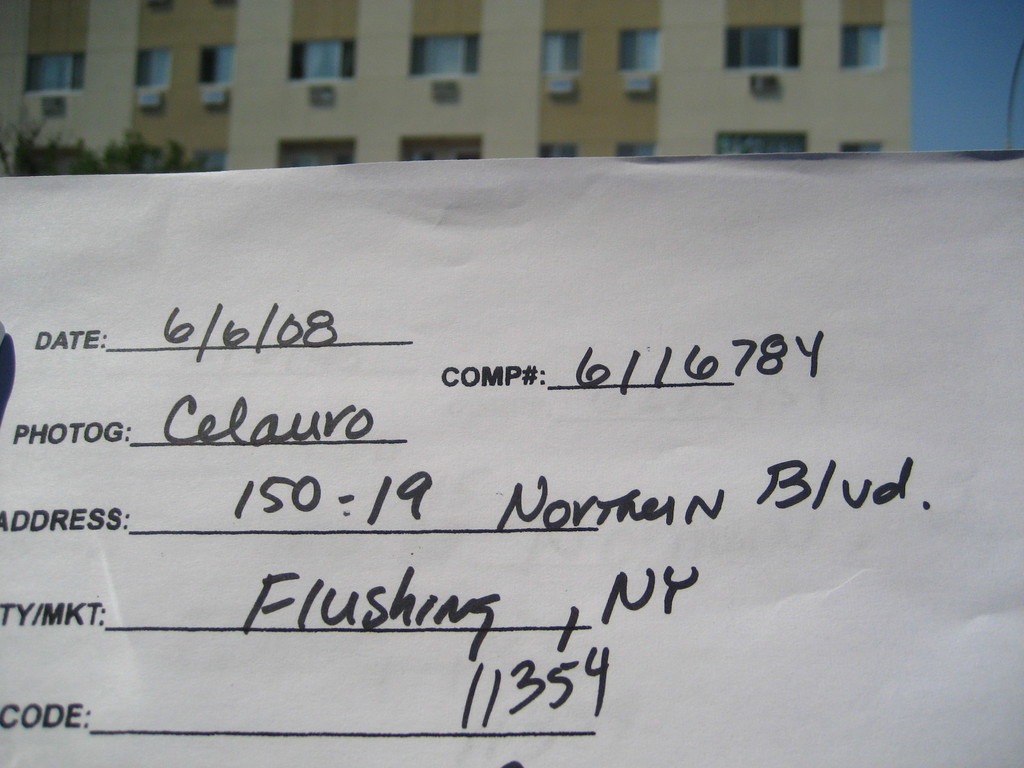 DATE: 6/6/08
COMP#: 6116784
PHOTOG: Celauro
ADDRESS: 150-19 Northern Blvd.
TY/MKT: Flushing, NY
CODE: 11354